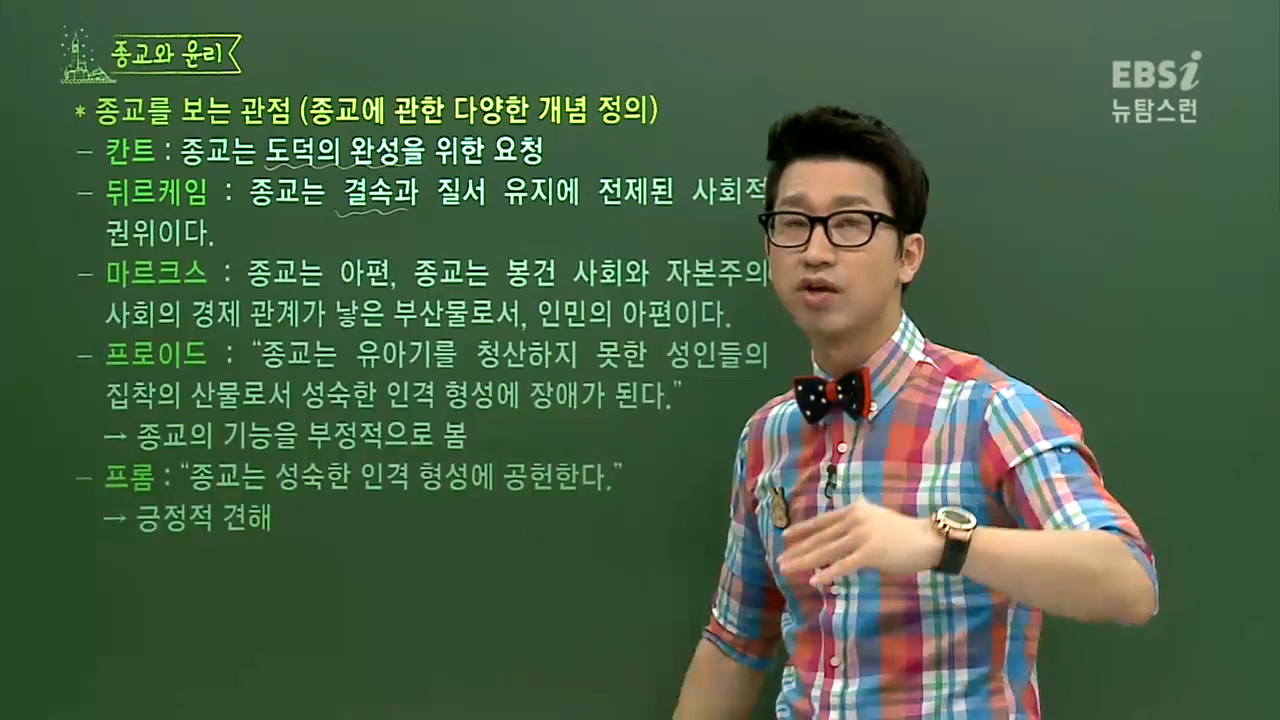 종교와 윤리
EBSi
뉴탐스런
* 종교를 보는 관점 (종교에 관한 다양한 개념 정의)
- 칸트 : 종교는 도덕의 완성을 위한 요청
- 뒤르케임 : 종교는 결속과 질서 유지에 전제된 사회적
권위이다.
- 마르크스 : 종교는 아편, 종교는 봉건 사회와 자본주의
사회의 경제 관계가 낳은 부산물로서, 인민의 아편이다.
- 프로이드 : “종교는 유아기를 청산하지 못한 성인들의
집착의 산물로서 성숙한 인격 형성에 장애가 된다.”
→ 종교의 기능을 부정적으로 봄
- 프롬 : “종교는 성숙한 인격 형성에 공헌한다.”
→ 긍정적 견해